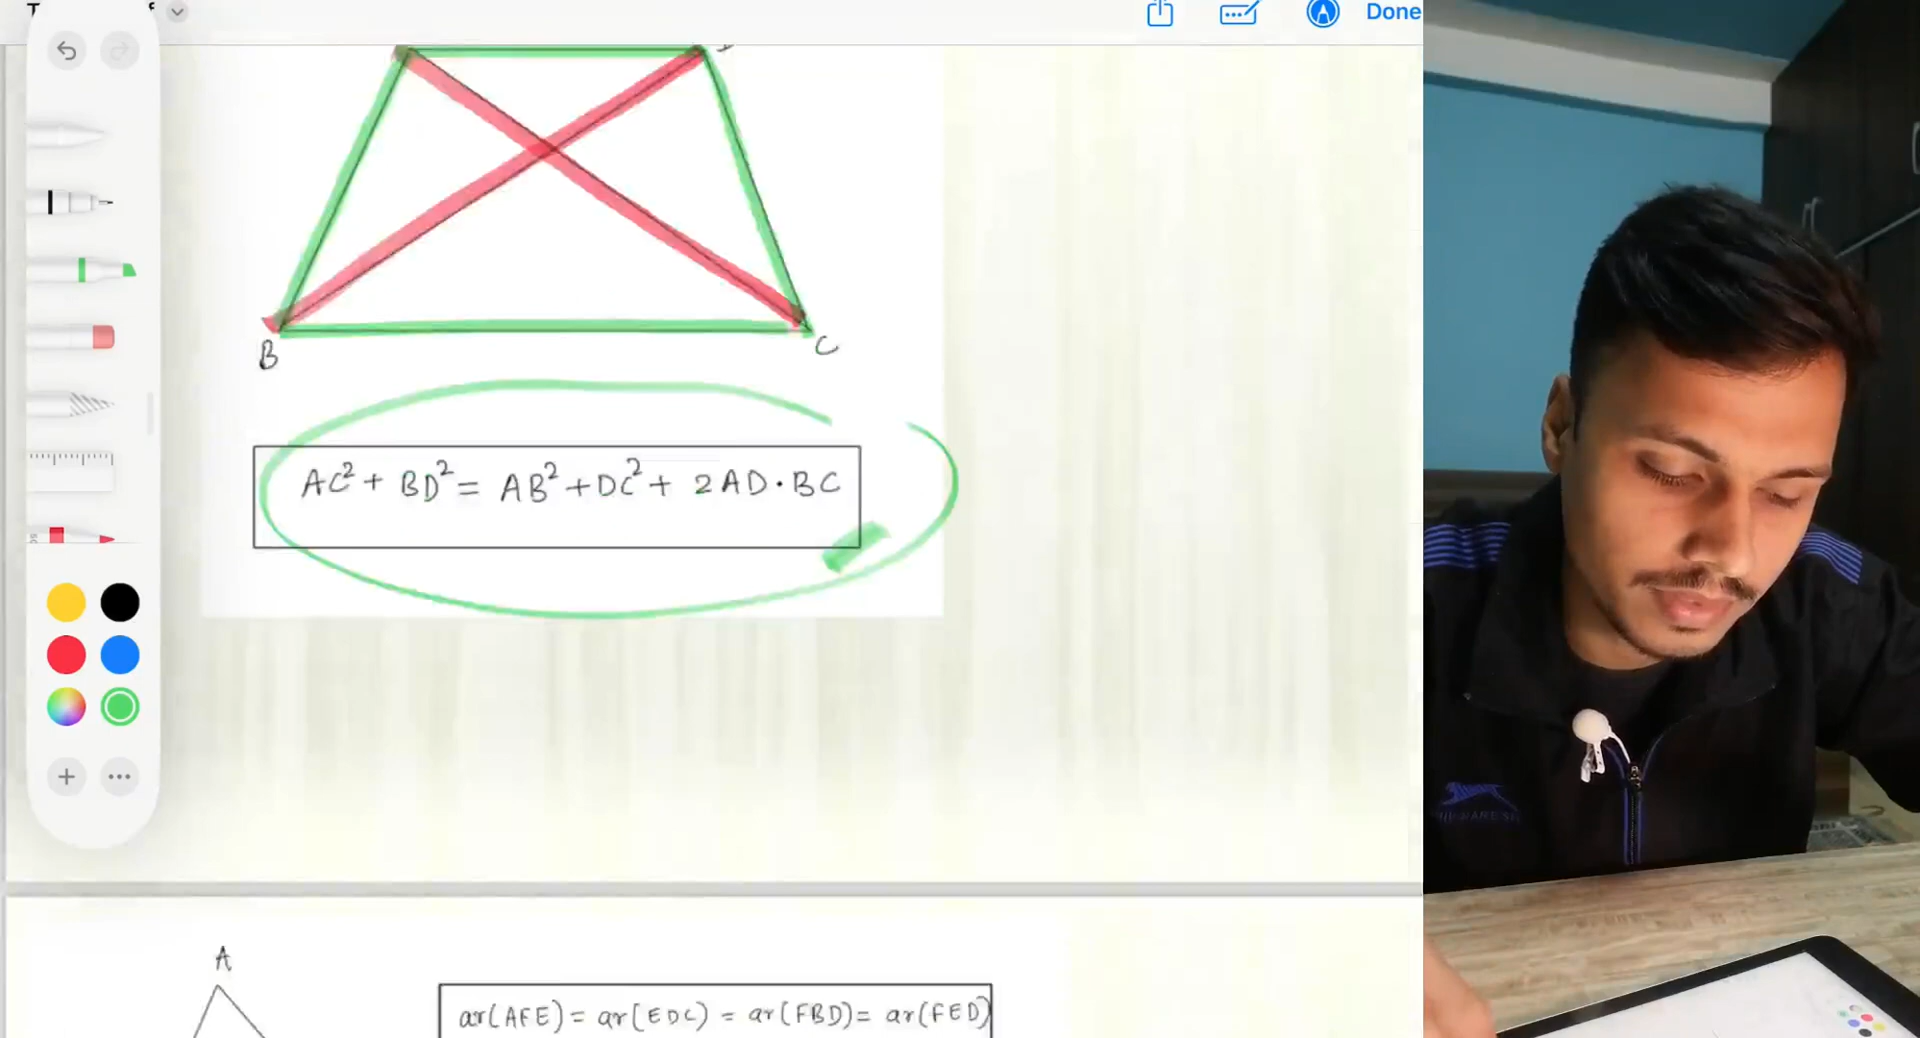 Done
B
C
AC² + BD² = AB² + DC² + 2AD · BC
A
ar(AFE) = ar(EDC) = ar(FBD) = ar(FED)